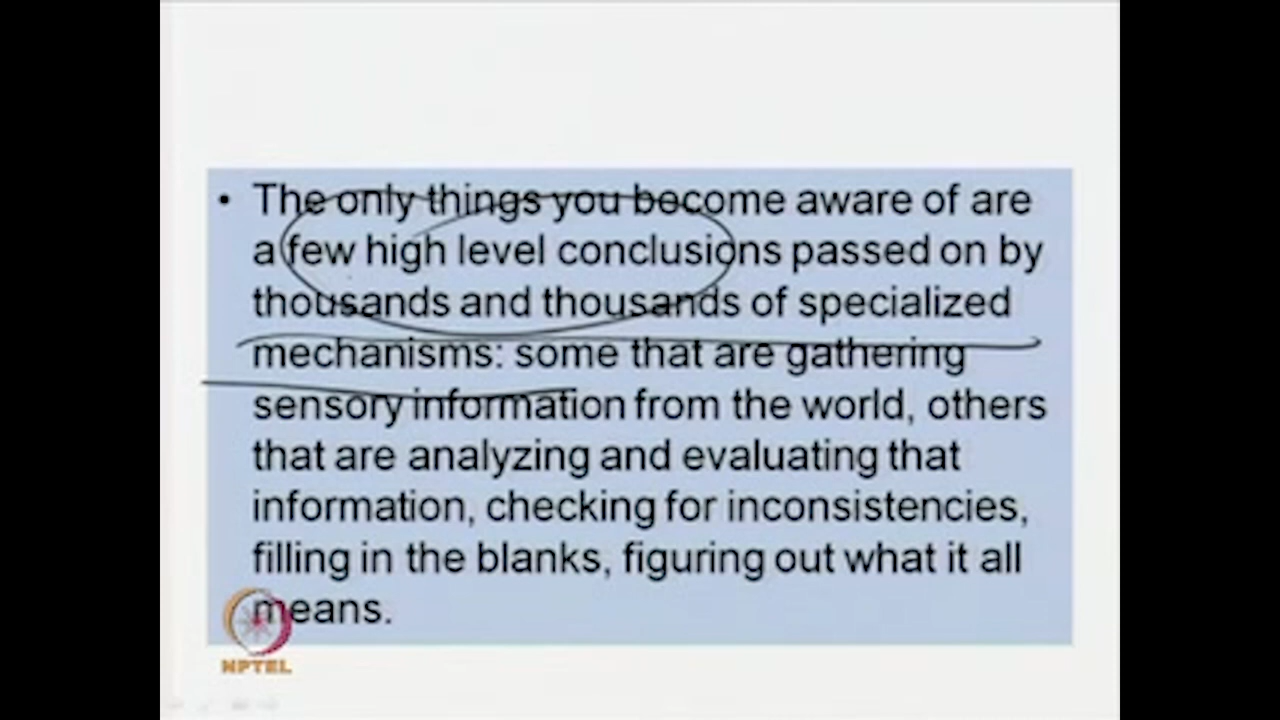 • The only things you become aware of are
a few high level conclusions passed on by
thousands and thousands of specialized
mechanisms: some that are gathering
sensory information from the world, others
that are analyzing and evaluating that
information, checking for inconsistencies,
filling in the blanks, figuring out what it all
means.
NPTEL